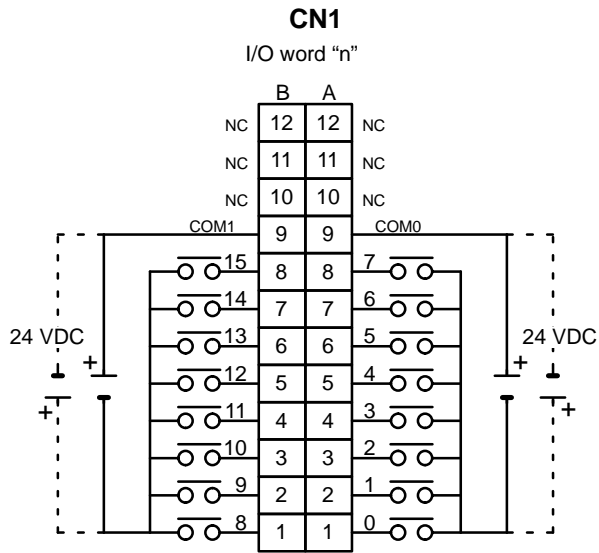 CN1
I/O word “n”
B A
NC 12 12 NC
NC 11 11 NC
NC 10 10 NC
COM1 9 9 COM0
15 8 8 7
14 7 7 6
24 VDC 13 6 6 5 24 VDC
+ + 12 5 5 4 +
+ 11 4 4 3 +
10 3 3 2
9 2 2 1
8 1 1 0